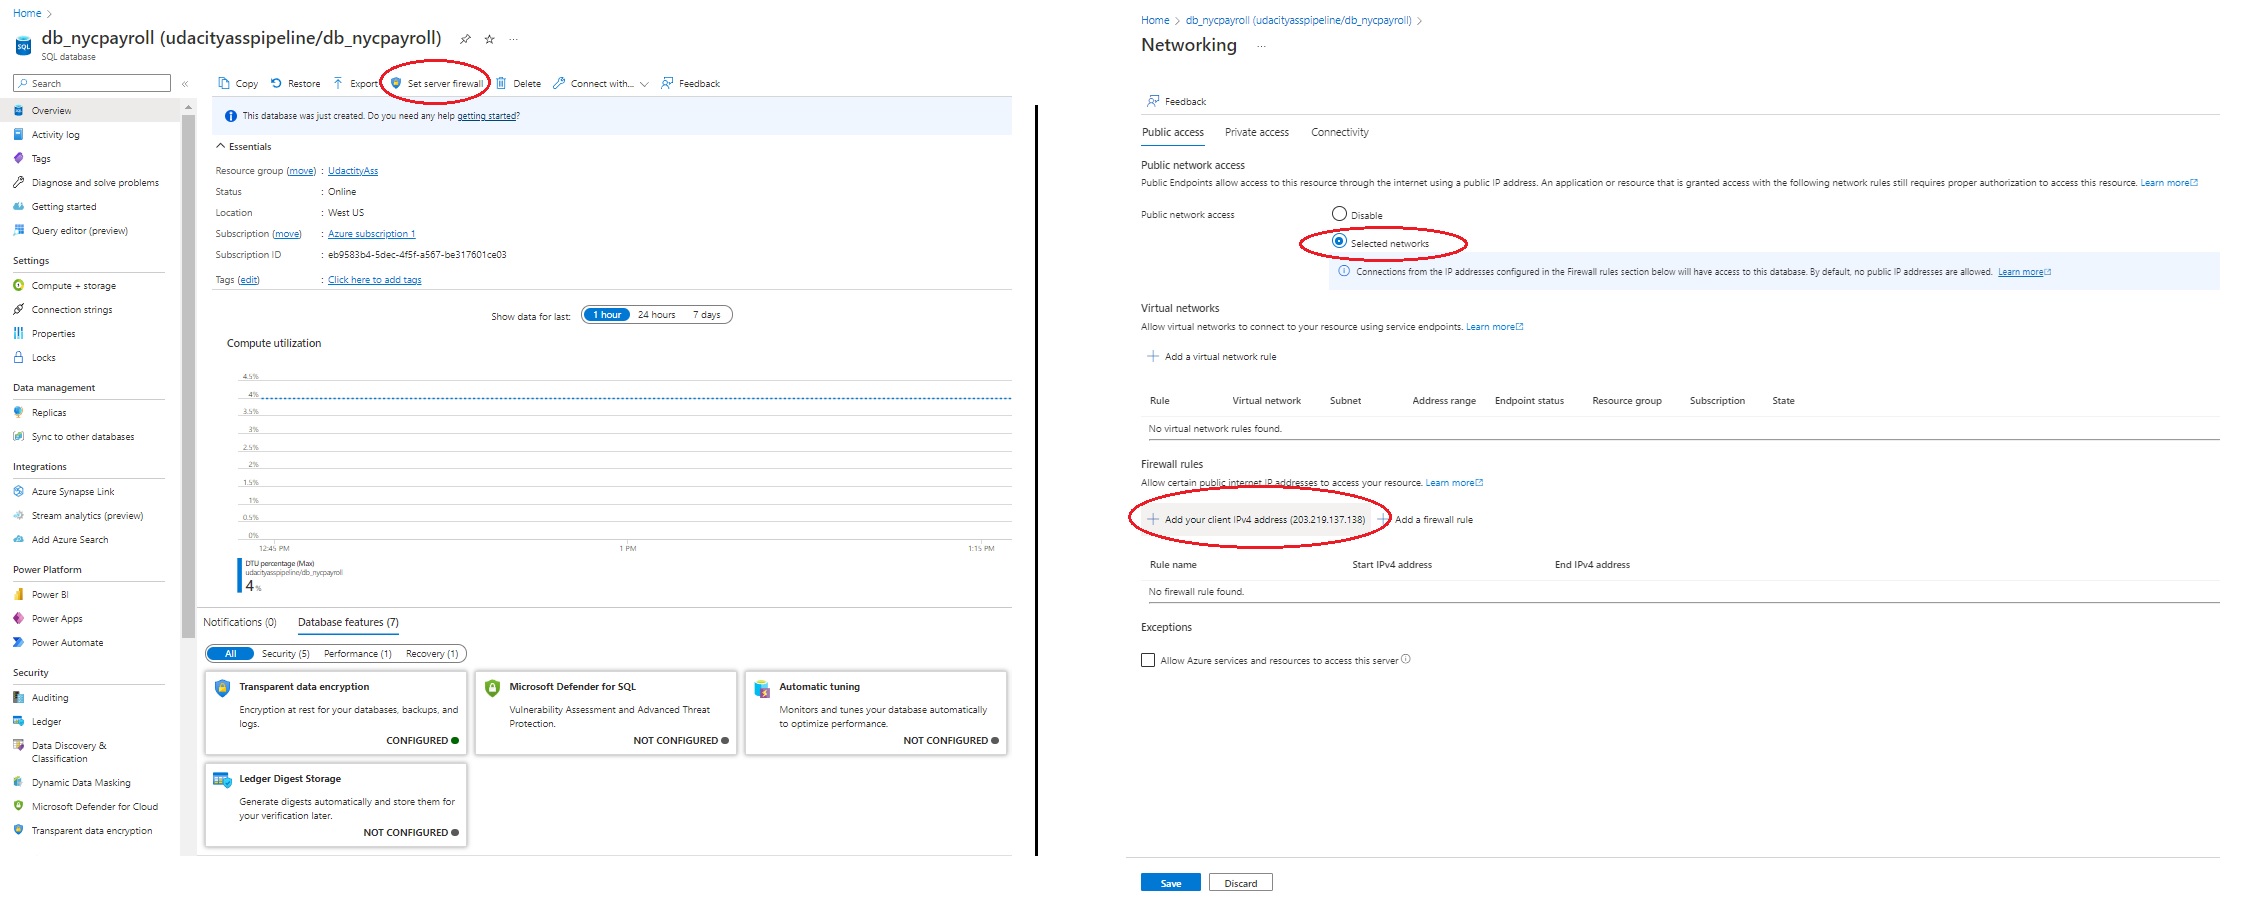 Home >
db_nycpayroll (udacityasspipeline/db_nycpayroll) ...
SQL database
Search «
Overview
Activity log
Tags
Diagnose and solve problems
Getting started
Query editor (preview)
Settings
Compute + storage
Connection strings
Properties
Locks
Data management
Replicas
Sync to other databases
Integrations
Azure Synapse Link
Stream analytics (preview)
Add Azure Search
Power Platform
Power BI
Power Apps
Power Automate
Security
Auditing
Ledger
Data Discovery &
Classification
Dynamic Data Masking
Microsoft Defender for Cloud
Transparent data encryption
Copy Restore Export Set server firewall Delete Connect with... Feedback
This database was just created. Do you need any help getting started?
Essentials
Resource group (move) : UdactityAss
Status : Online
Location : West US
Subscription (move) : Azure subscription 1
Subscription ID : eb9583b4-5dec-4f5f-a567-be317601ce03
Tags (edit) : Click here to add tags
Show data for last: 1 hour 24 hours 7 days
Compute utilization
4.5%
4%
3.5%
3%
2.5%
2%
1.5%
1%
0.5%
0%
12:45 PM 1 PM 1:15 PM
DTU percentage (Max)
udacityasspipeline/db_nycpayroll
4 %
Notifications (0) Database features (7)
All Security (5) Performance (1) Recovery (1)
Transparent data encryption
Encryption at rest for your databases, backups, and
logs.
CONFIGURED
Microsoft Defender for SQL
Vulnerability Assessment and Advanced Threat
Protection.
NOT CONFIGURED
Automatic tuning
Monitors and tunes your database automatically
to optimize performance.
NOT CONFIGURED
Ledger Digest Storage
Generate digests automatically and store them for
your verification later.
NOT CONFIGURED
Home > db_nycpayroll (udacityasspipeline/db_nycpayroll) >
Networking ...
Feedback
Public access Private access Connectivity
Public network access
Public Endpoints allow access to this resource through the internet using a public IP address. An application or resource that is granted access with the following network rules still requires proper authorization to access this resource. Learn more
Public network access
Disable
Selected networks
Connections from the IP addresses configured in the Firewall rules section below will have access to this database. By default, no public IP addresses are allowed. Learn more
Virtual networks
Allow virtual networks to connect to your resource using service endpoints. Learn more
+ Add a virtual network rule
Rule Virtual network Subnet Address range Endpoint status Resource group Subscription State
No virtual network rules found.
Firewall rules
Allow certain public internet IP addresses to access your resource. Learn more
+ Add your client IPv4 address (203.219.137.138) + Add a firewall rule
Rule name Start IPv4 address End IPv4 address
No firewall rule found.
Exceptions
Allow Azure services and resources to access this server
Save Discard